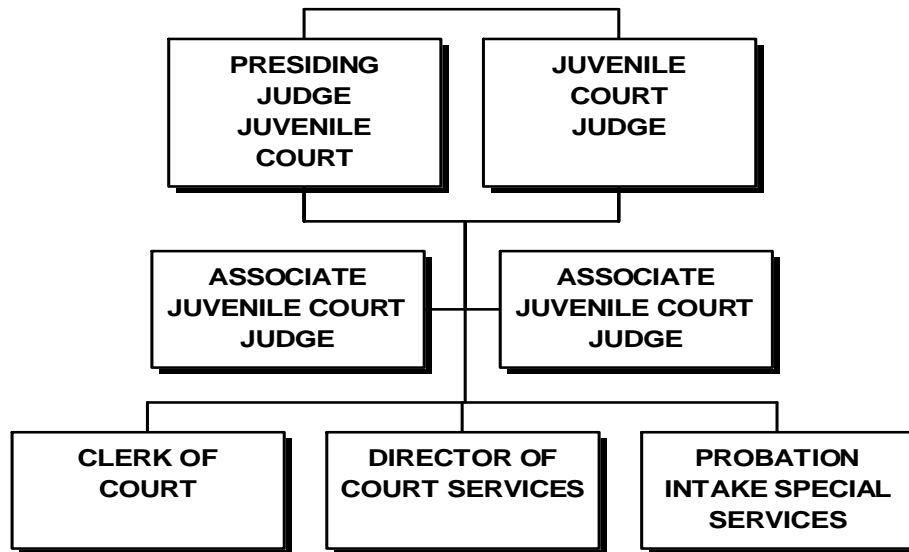 PRESIDING
JUDGE
JUVENILE
COURT
JUVENILE
COURT
JUDGE
ASSOCIATE
JUVENILE COURT
JUDGE
ASSOCIATE
JUVENILE COURT
JUDGE
CLERK OF
COURT
DIRECTOR OF
COURT SERVICES
PROBATION
INTAKE SPECIAL
SERVICES